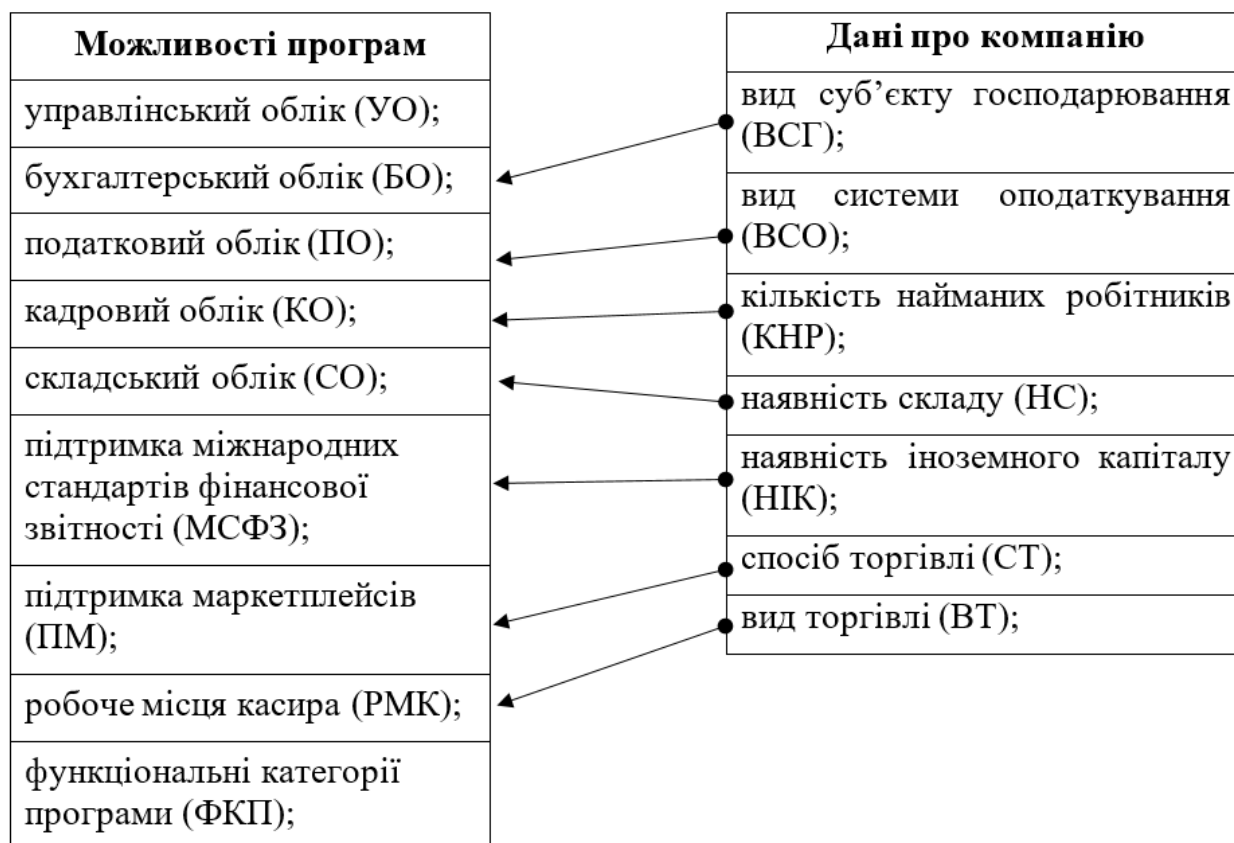 Можливості програм
управлінський облік (УО);
бухгалтерський облік (БО);
податковий облік (ПО);
кадровий облік (КО);
складський облік (СО);
підтримка міжнародних
стандартів фінансової
звітності (МСФЗ);
підтримка маркетплейсів
(ПМ);
робоче місця касира (РМК);
функціональні категорії
програми (ФКП);
Дані про компанію
вид суб’єкту господарювання
(ВСГ);
вид системи оподаткування
(ВСО);
кількість найманих робітників
(КНР);
наявність складу (НС);
наявність іноземного капіталу
(НІК);
спосіб торгівлі (СТ);
вид торгівлі (ВТ);